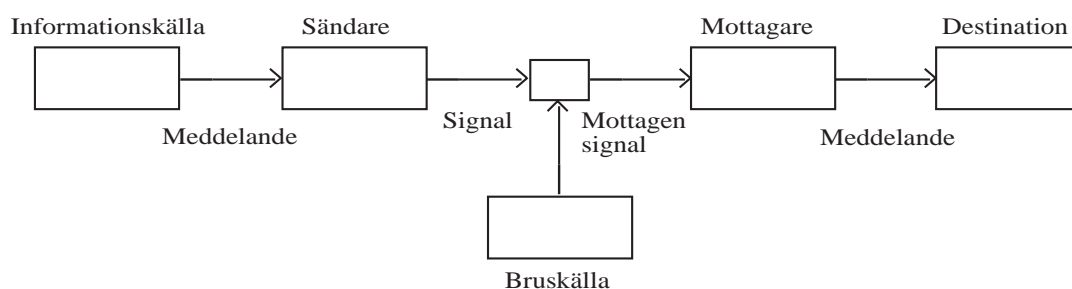 Informationskälla
Sändare
Mottagare
Destination
Meddelande
Signal
Mottagen
signal
Meddelande
Bruskälla